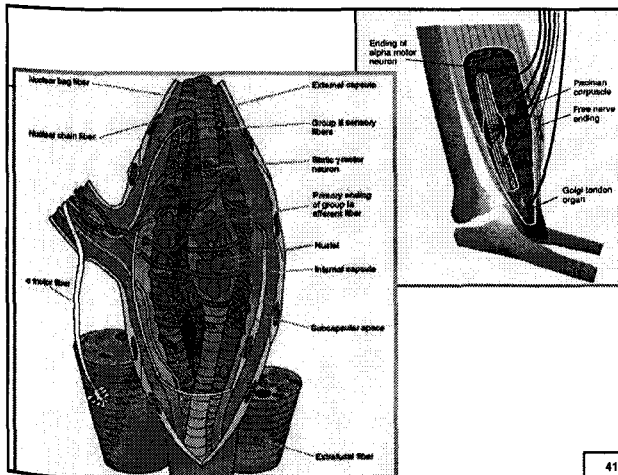 Nuclear bag fiber
Nuclear chain fiber
α motor fiber
External capsule
Group II sensory
fibers
Static γ motor
neuron
Primary ending
of group Ia
afferent fiber
Nuclei
Internal capsule
Subcapsular space
Extrafusal fiber
Ending of
alpha motor
neuron
Pacinian
corpuscle
Free nerve
ending
Golgi tendon
organ
41